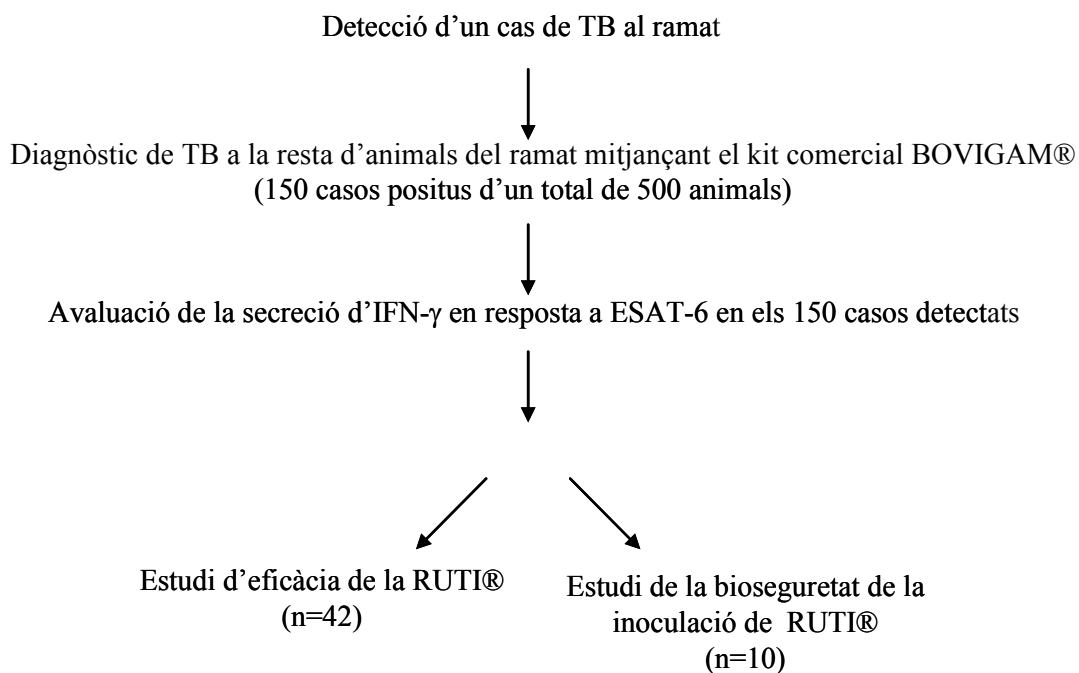 Detecció d’un cas de TB al ramat
Diagnòstic de TB a la resta d’animals del ramat mitjançant el kit comercial BOVIGAM®
(150 casos positus d’un total de 500 animals)
Avaluació de la secreció d’IFN-γ en resposta a ESAT-6 en els 150 casos detectats
Estudi d’eficàcia de la RUTI®
(n=42)
Estudi de la bioseguretat de la
inoculació de RUTI®
(n=10)